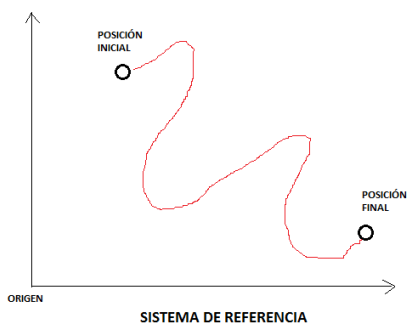 POSICIÓN
INICIAL
POSICIÓN
FINAL
ORIGEN
SISTEMA DE REFERENCIA